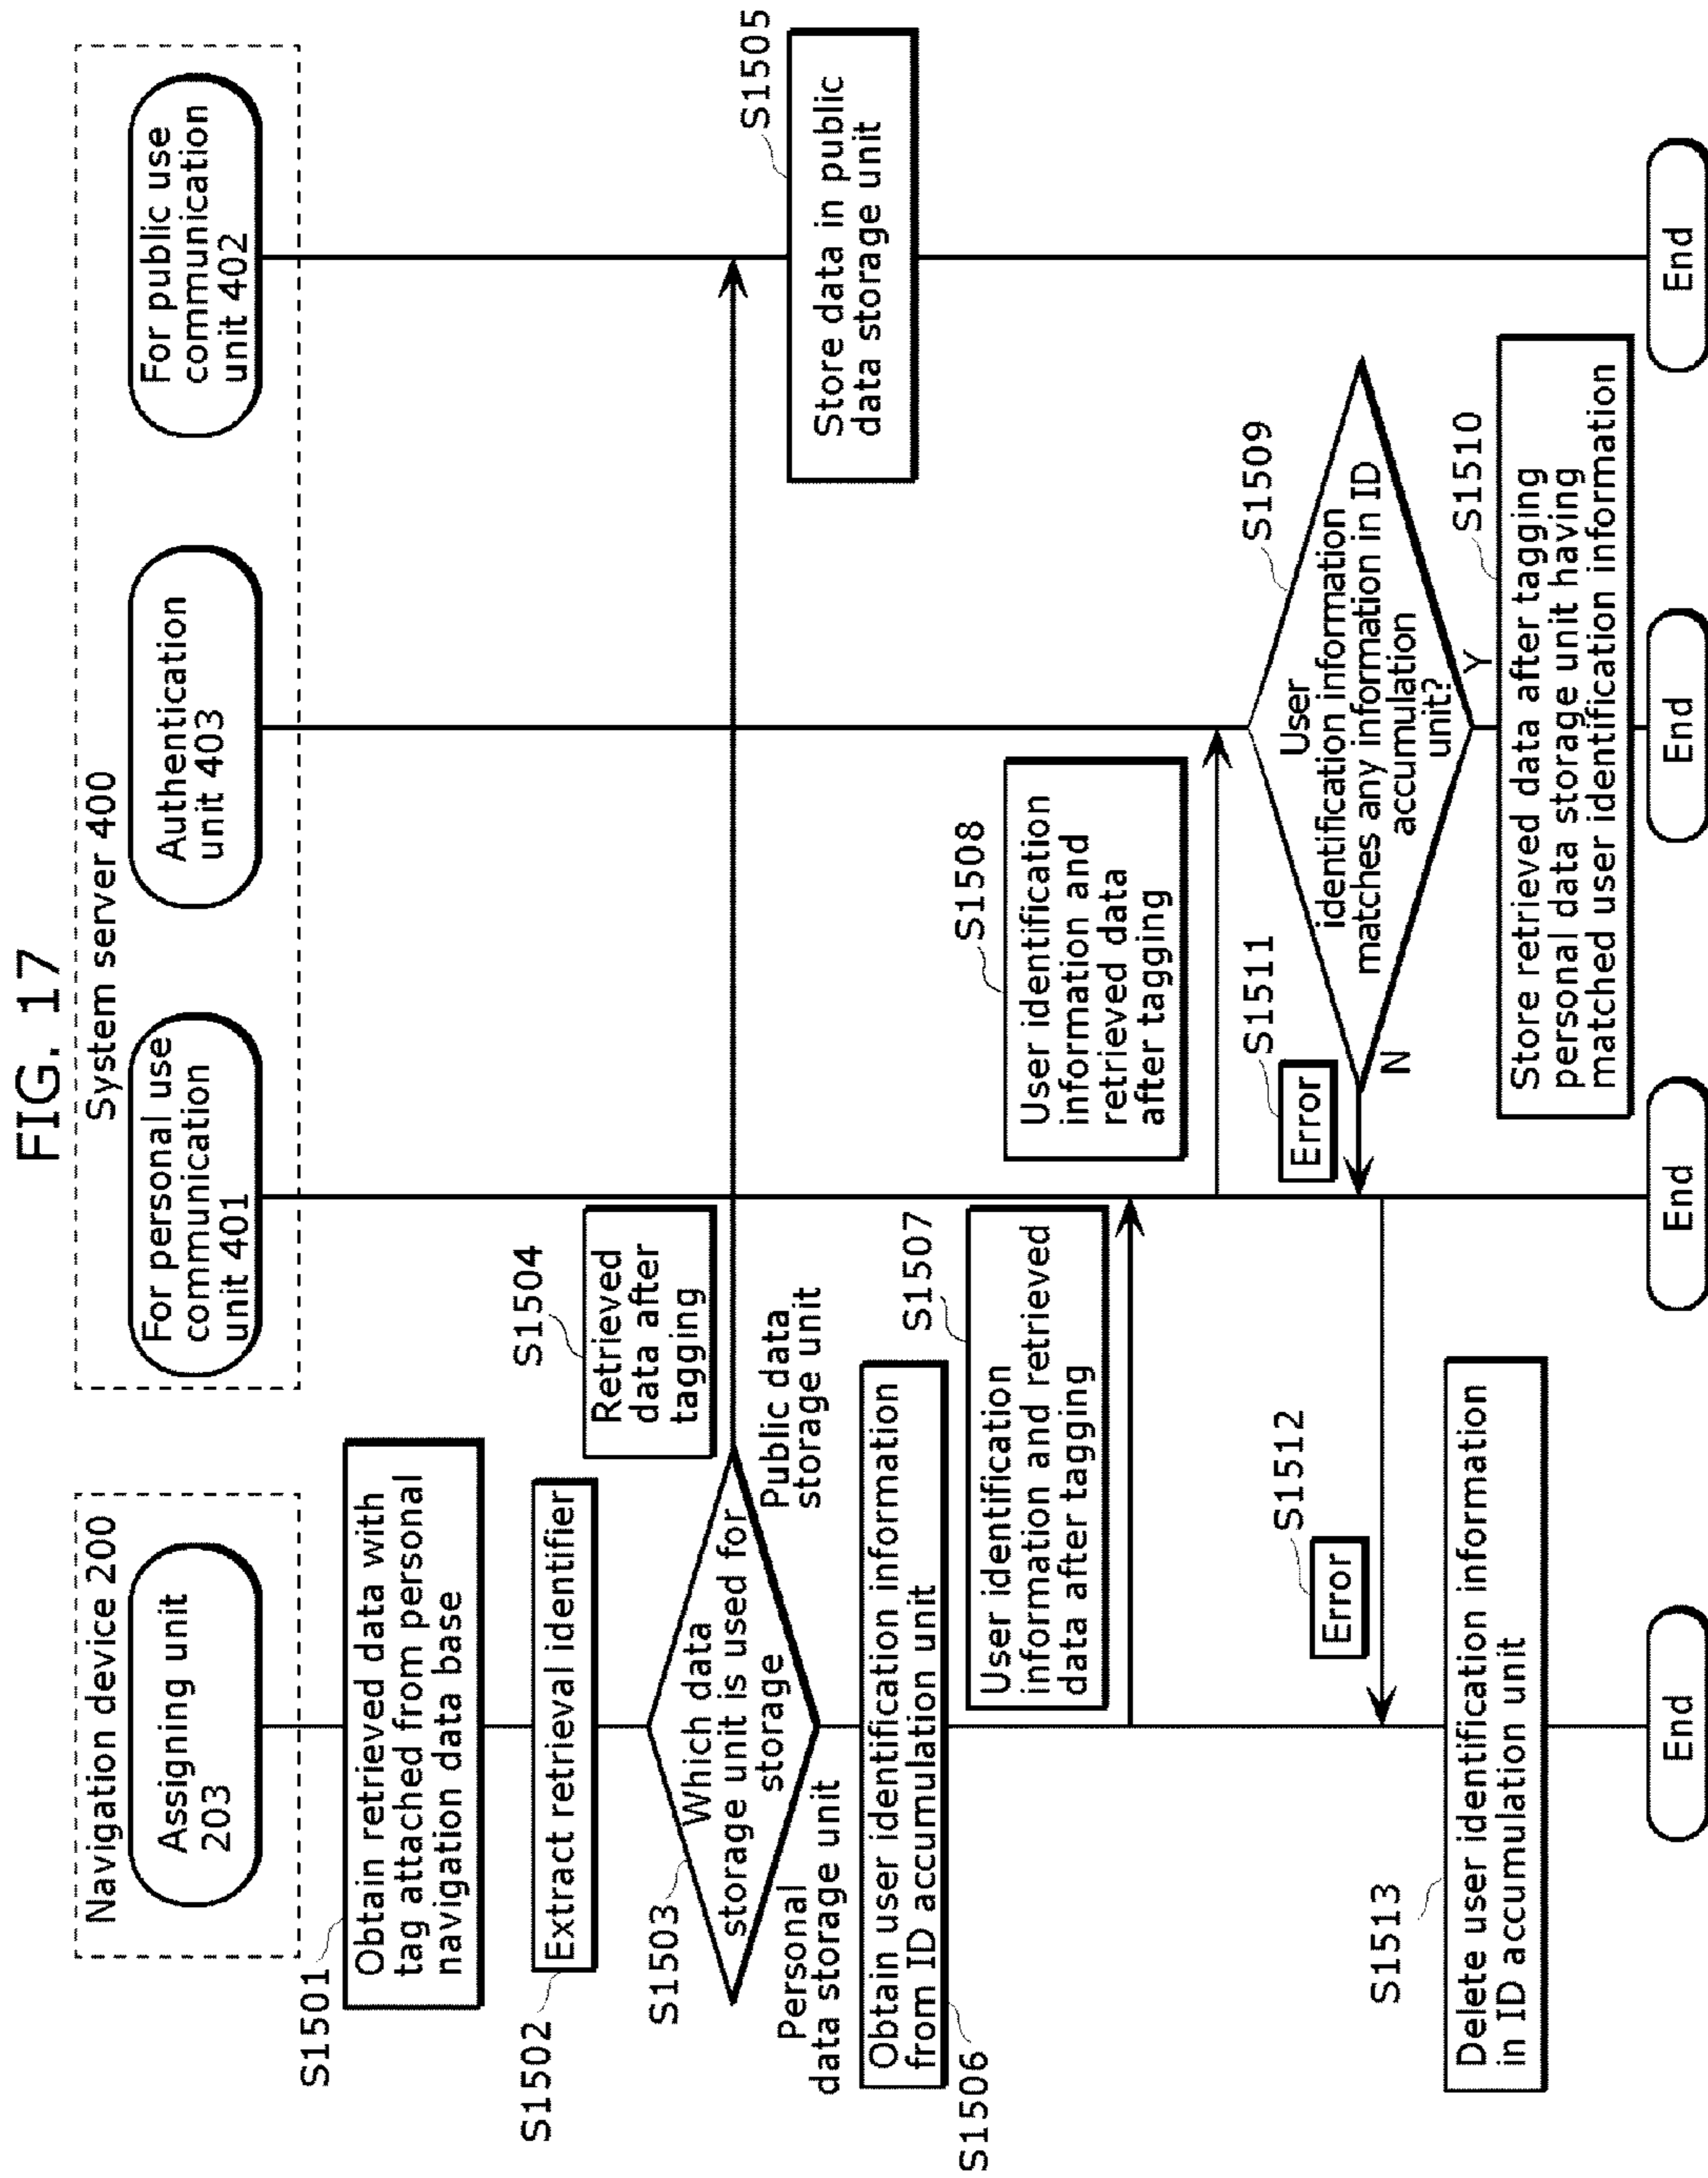 FIG. 17
System server 400
Navigation device 200
Assigning unit
203
For personal use
communication
unit 401
Authentication
unit 403
For public use
communication
unit 402
S1501
Obtain retrieved data with
tag attached from personal
navigation data base
S1502
Extract retrieval identifier
S1503
Which data
storage unit is used for
storage
S1504
Retrieved
data after
tagging
Public data
storage unit
S1505
Store data in public
data storage unit
Personal
data storage unit
Obtain user identification information
from ID accumulation unit
S1506
S1507
User identification
information and retrieved
data after tagging
S1508
User identification
information and
retrieved data
after tagging
S1509
User
identification information
matches any information in ID
accumulation
unit?
S1511
Error
N
Y
S1510
Store retrieved data after tagging
personal data storage unit having
matched user identification information
S1512
Error
S1513
Delete user identification information
in ID accumulation unit
End
End
End
End